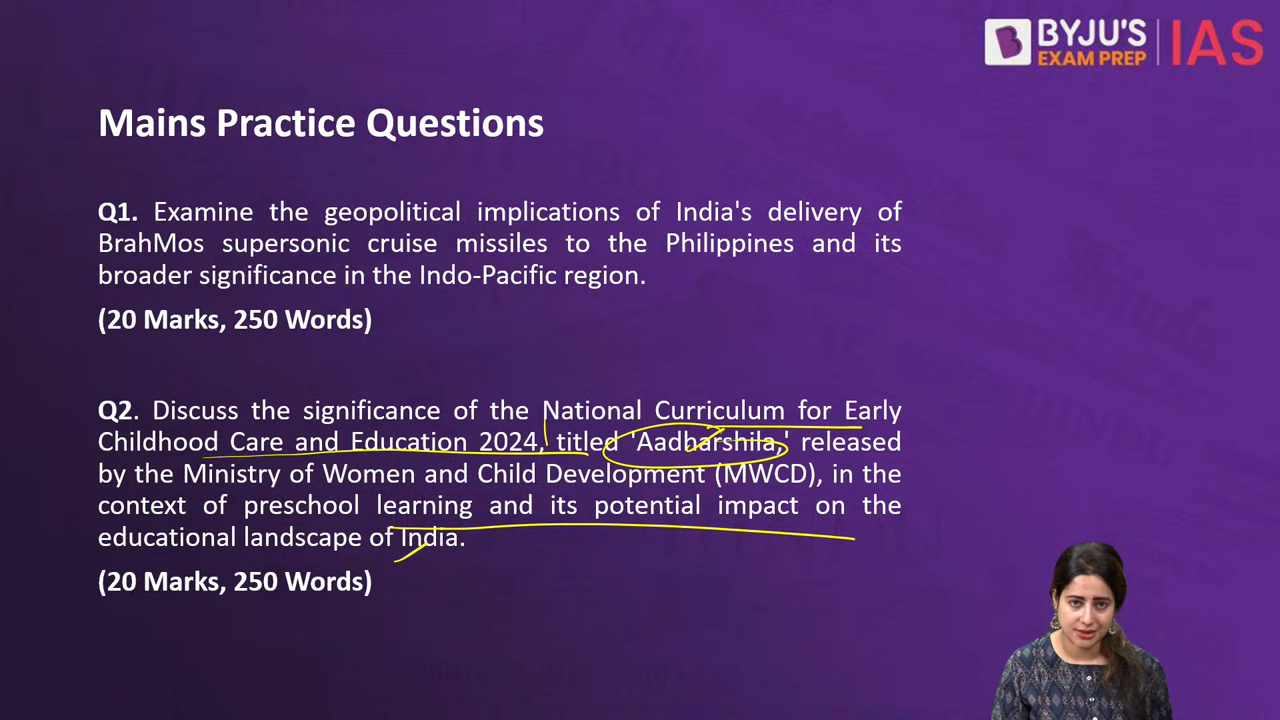 BYJU'S
EXAM PREP
IAS
Mains Practice Questions
Q1. Examine the geopolitical implications of India's delivery of
BrahMos supersonic cruise missiles to the Philippines and its
broader significance in the Indo-Pacific region.
(20 Marks, 250 Words)
Q2. Discuss the significance of the National Curriculum for Early
Childhood Care and Education 2024, titled 'Aadharshila,' released
by the Ministry of Women and Child Development (MWCD), in the
context of preschool learning and its potential impact on the
educational landscape of India.
(20 Marks, 250 Words)